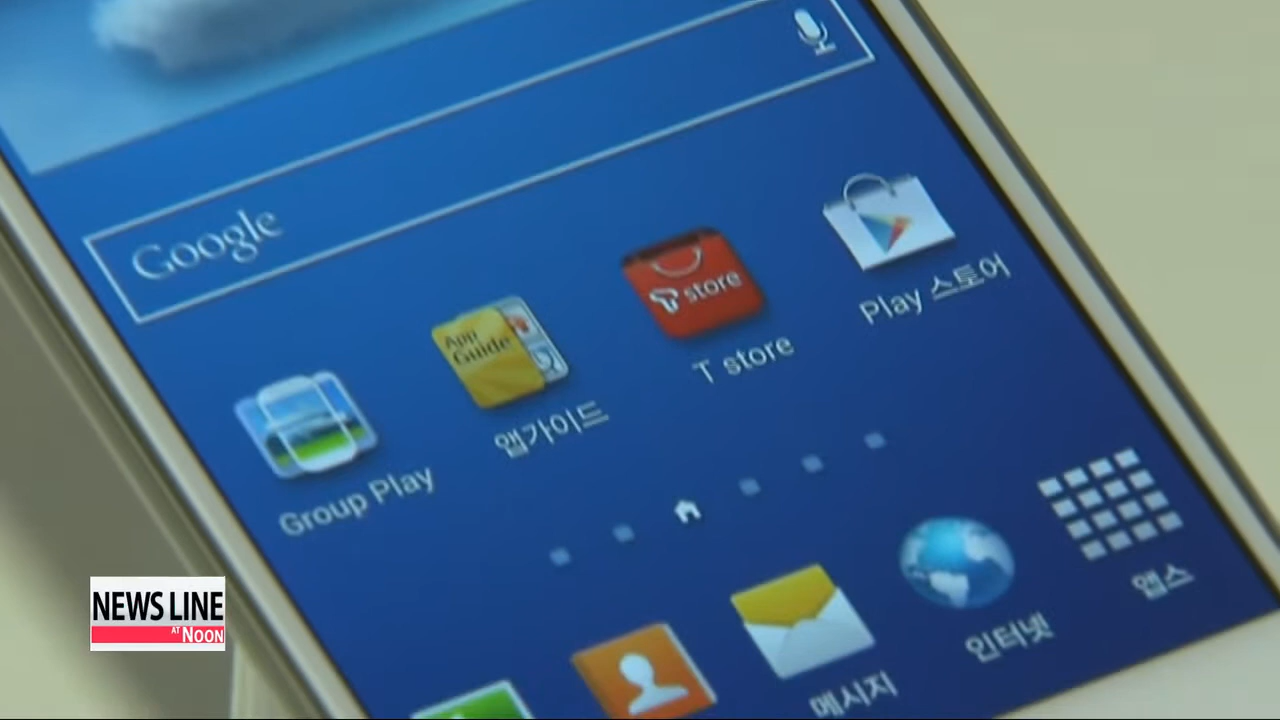 Google
Play 스토어
T store
store
App
Guide
앱가이드
Group Play
앱스
인터넷
메시지
NEWS LINE
AT NOON